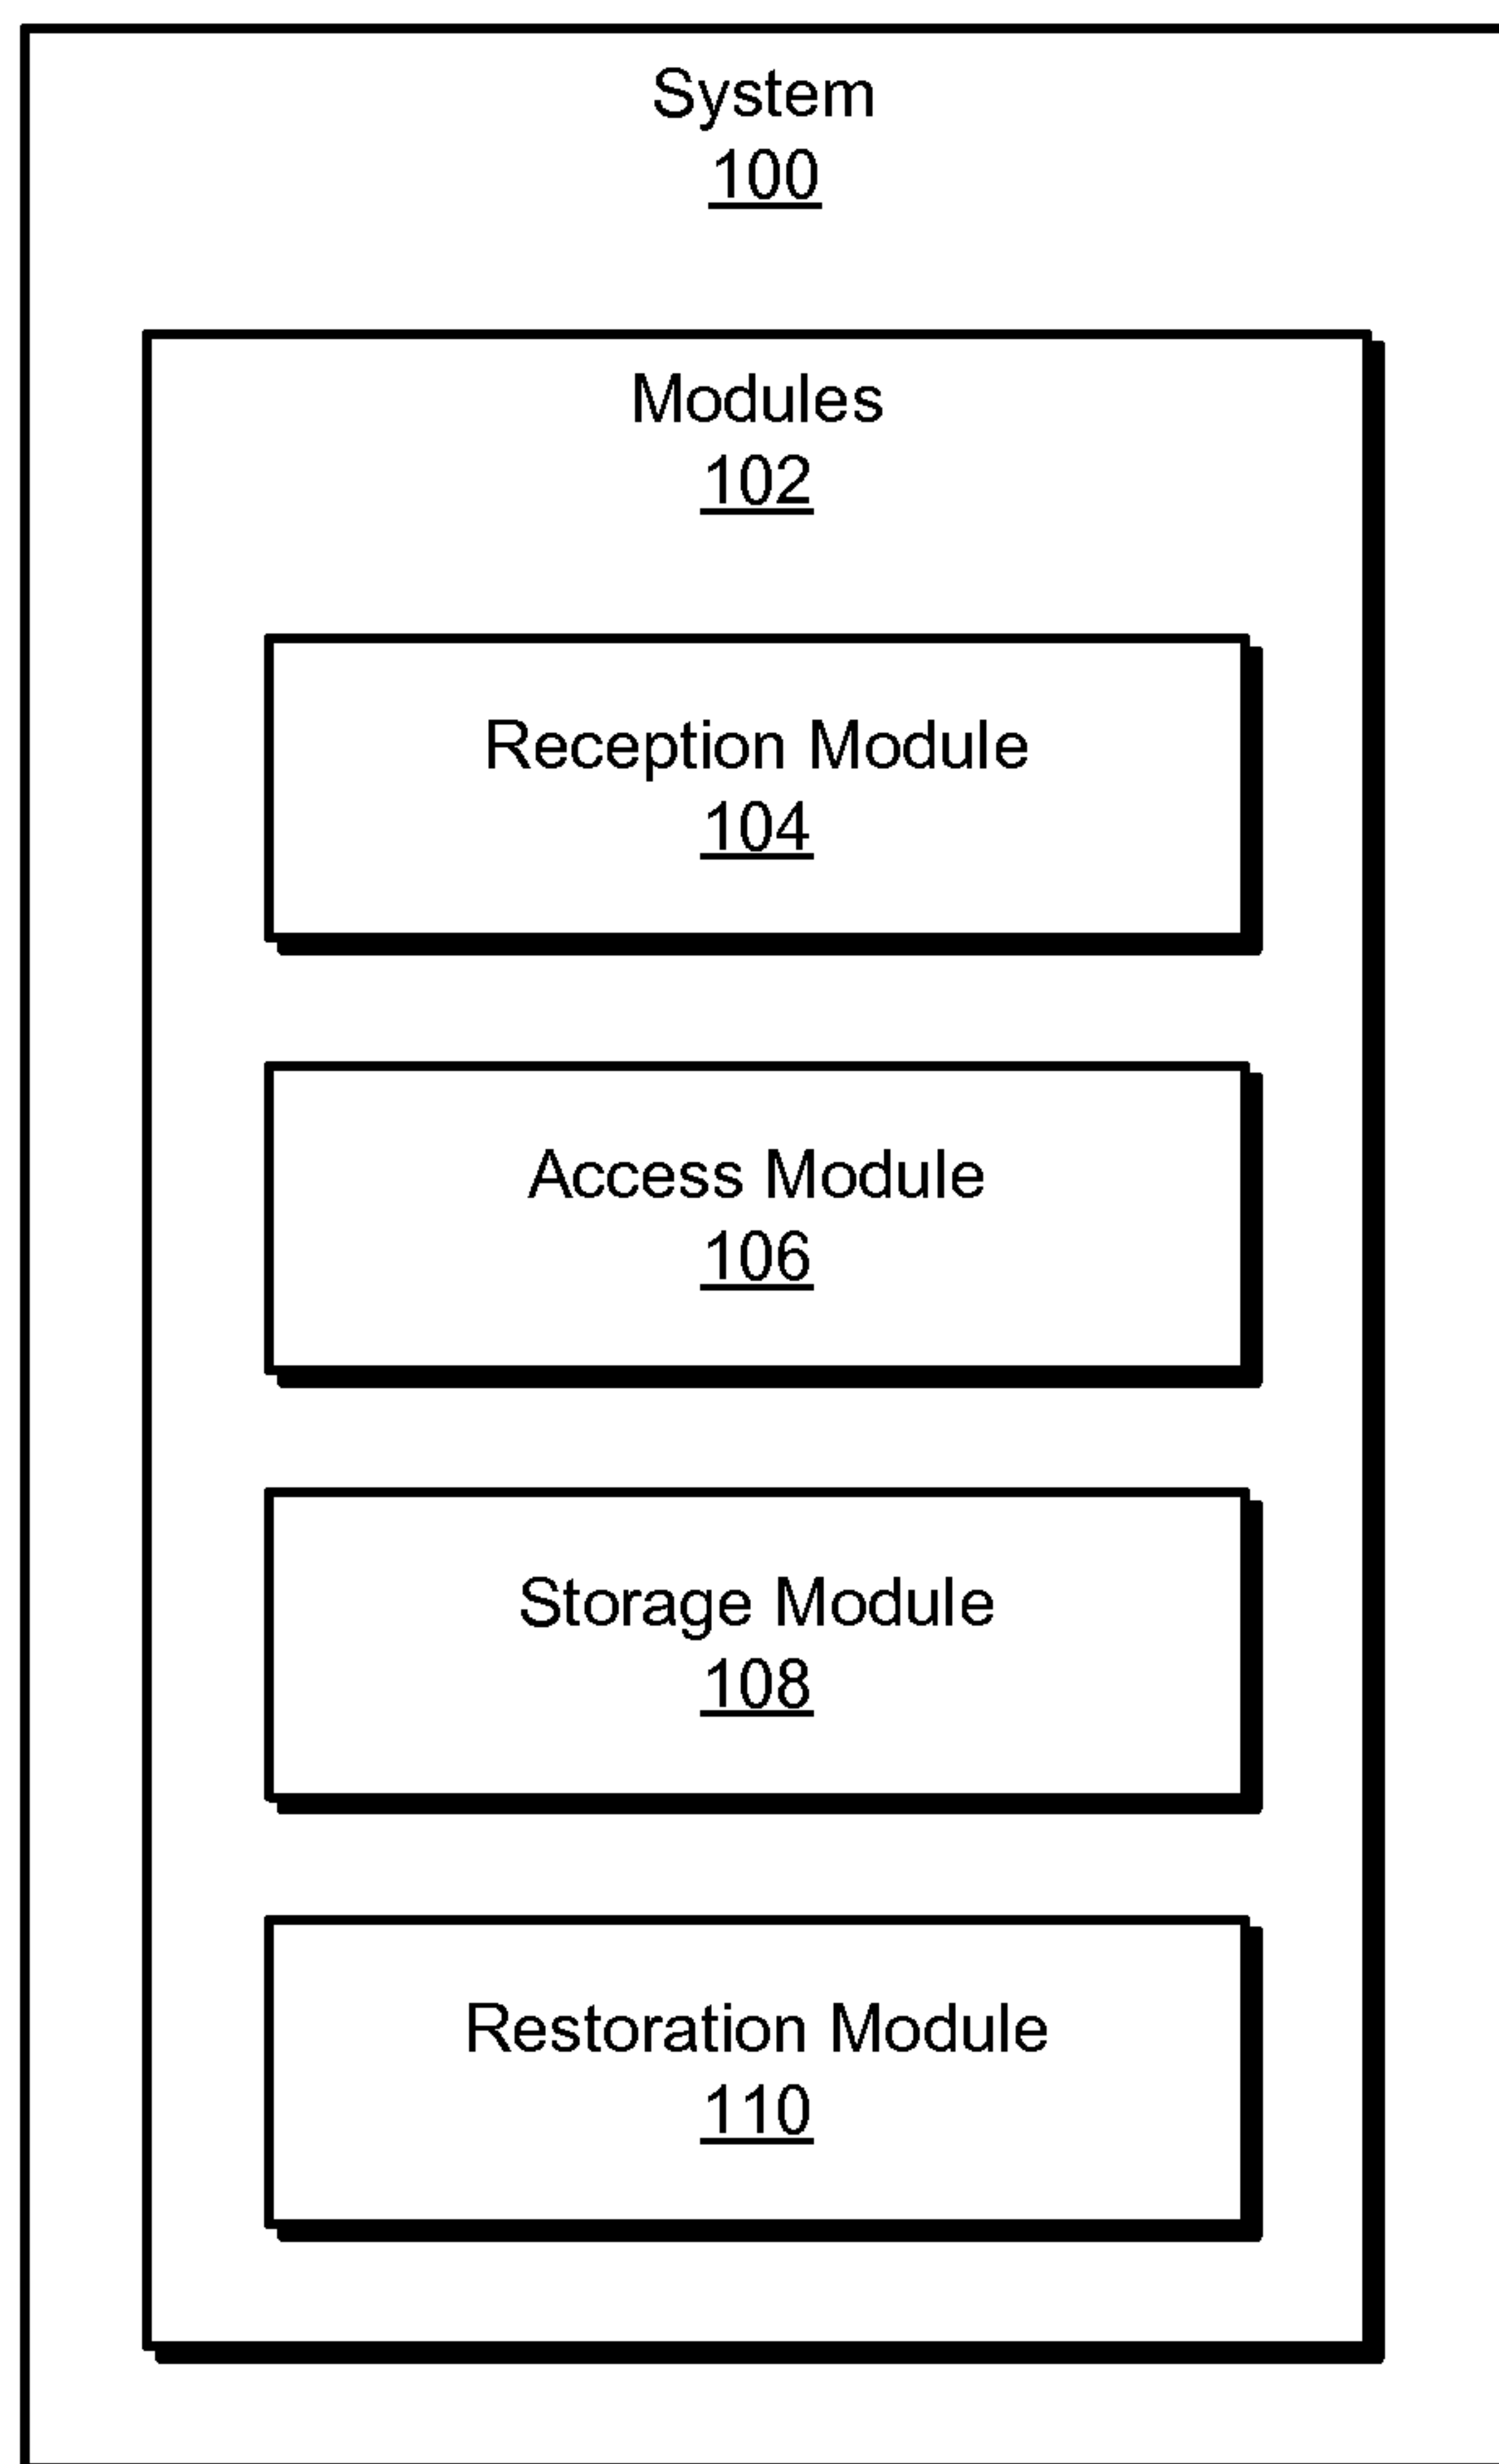 System
100
Modules
102
Reception Module
104
Access Module
106
Storage Module
108
Restoration Module
110